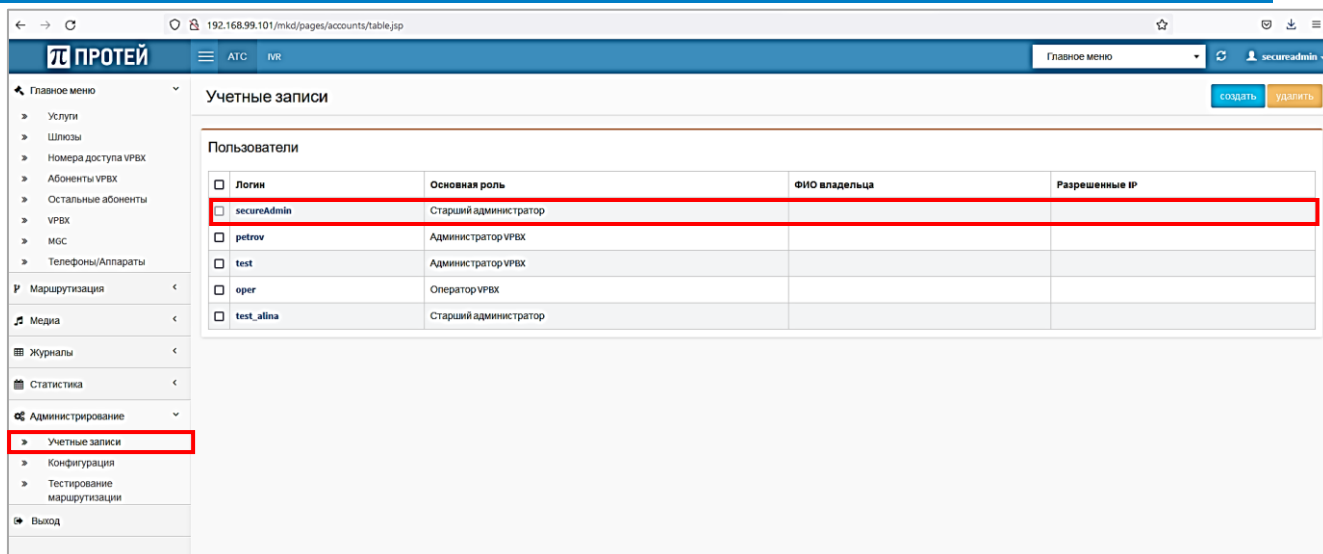 192.168.99.101/mkd/pages/accounts/table.jsp
ПРОТЕЙ
АТС IVR
Главное меню
secureadmin
Главное меню
Услуги
Шлюзы
Номера доступа VPBX
Абоненты VPBX
Остальные абоненты
VPBX
MGC
Телефоны/Аппараты
Маршрутизация
Медиа
Журналы
Статистика
Администрирование
Учетные записи
Конфигурация
Тестирование
маршрутизации
Выход
Учетные записи
создать удалить
Пользователи
Логин Основная роль ФИО владельца Разрешенные IP
secureAdmin Старший администратор
petrov Администратор VPBX
test Администратор VPBX
oper Оператор VPBX
test_alina Старший администратор